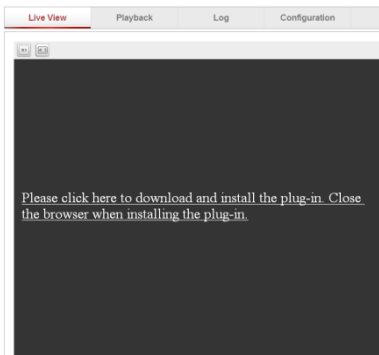 Live View Playback Log Configuration
Please click here to download and install the plug-in. Close
the browser when installing the plug-in.